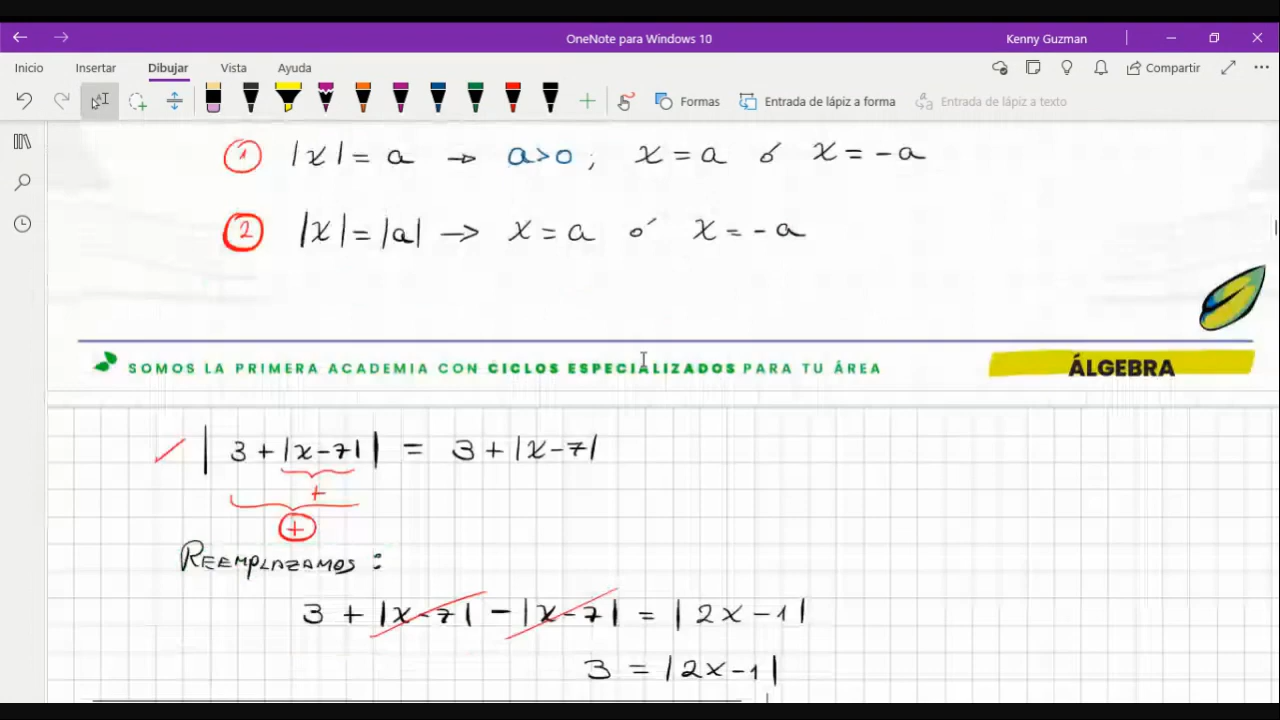 OneNote para Windows 10
Kenny Guzman
Inicio Insertar Dibujar Vista Ayuda
Compartir
Formas Entrada de lápiz a forma Entrada de lápiz a texto
① |x| = a → a>0; x = a ó x = -a
② |x| = |a| → x = a ó x = -a
SOMOS LA PRIMERA ACADEMIA CON CICLOS ESPECIALIZADOS PARA TU ÁREA
ÁLGEBRA
| 3 + |x-7| | = 3 + |x-7|
+
+
REEMPLAZAMOS :
3 + |x-7| - |x-7| = |2x-1|
3 = |2x-1|